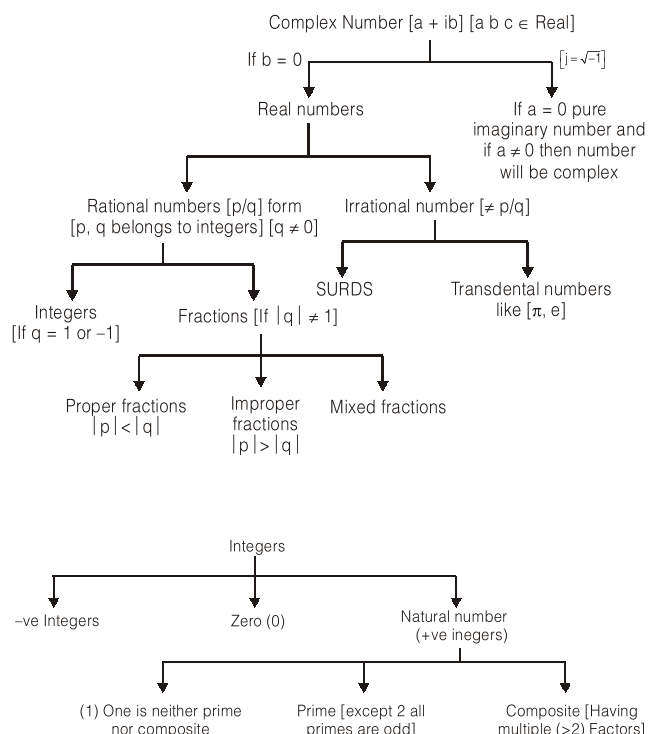 Complex Number [a + ib] [a b c ∈ Real]
If b = 0
[j=√−1]
Real numbers
If a = 0 pure
imaginary number and
if a ≠ 0 then number
will be complex
Rational numbers [p/q] form
[p, q belongs to integers] [q ≠ 0]
Irrational number [≠ p/q]
SURDS
Transdental numbers
like [π, e]
Integers
[If q = 1 or –1]
Fractions [If |q| ≠ 1]
Proper fractions
|p|<|q|
Improper
fractions
|p|>|q|
Mixed fractions
Integers
–ve Integers
Zero (0)
Natural number
(+ve inegers)
(1) One is neither prime
nor composite
Prime [except 2 all
primes are odd]
Composite [Having
multiple (>2) Factors]